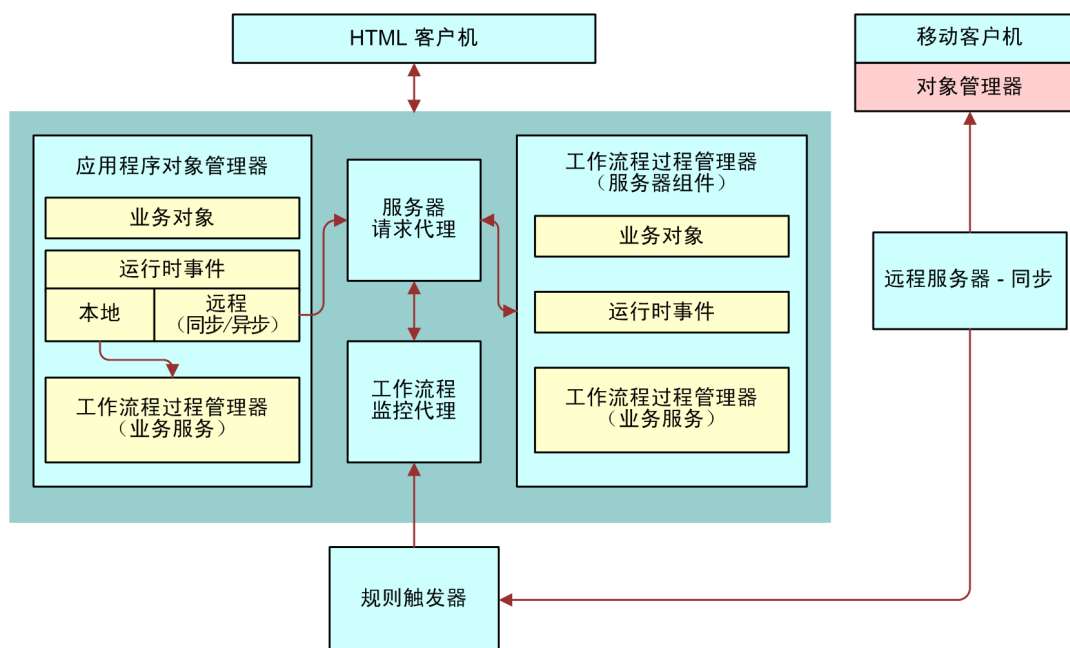 HTML 客户机
移动客户机
对象管理器
应用程序对象管理器
业务对象
运行时事件
本地
远程
（同步/异步）
工作流程过程管理器
（业务服务）
服务器
请求代理
工作流程
监控代理
工作流程过程管理器
（服务器组件）
业务对象
运行时事件
工作流程过程管理器
（业务服务）
远程服务器 - 同步
规则触发器